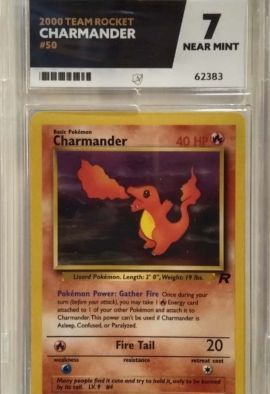 2000 TEAM ROCKET
CHARMANDER
#50
7
NEAR MINT
62383
Basic Pokémon
Charmander
40 HP
Lizard Pokémon. Length: 2' 0", Weight: 19 lbs.
R
Pokémon Power: Gather Fire Once during your
turn (before your attack), you may take 1 Energy card
attached to 1 of your other Pokémon and attach it to
Charmander. This power can't be used if Charmander is
Asleep, Confused, or Paralyzed.
Fire Tail 20
weakness resistance retreat cost
Many people find it cute and try to hold it, only to be burned
by its tail. LV. 9 #4